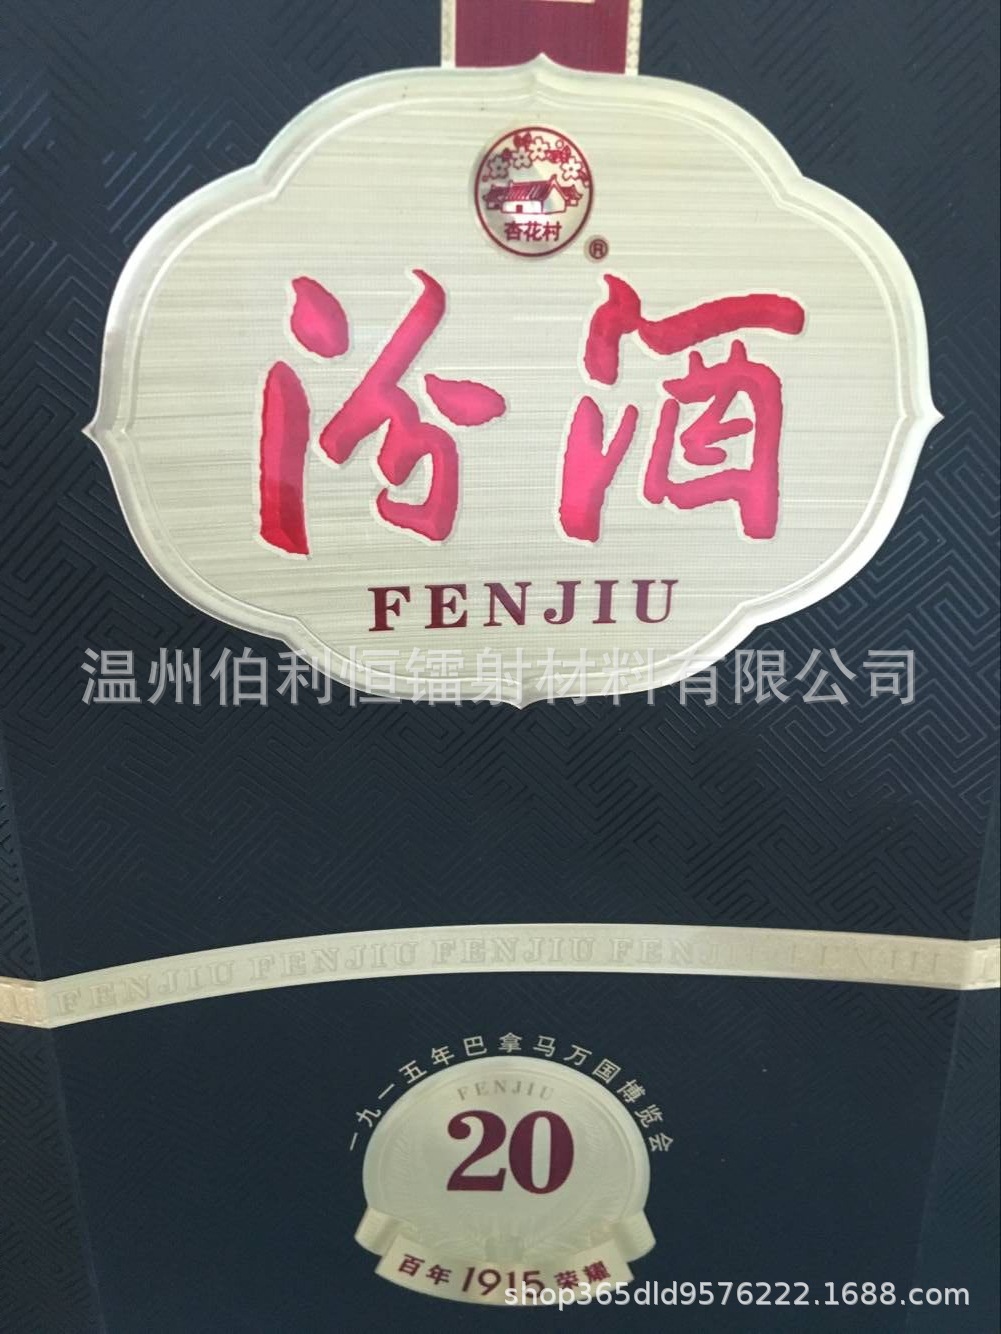 杏花村
®
汾酒
FENJIU
温州伯利恒镭射材料有限公司
FENJIU FENJIU FENJIU FENJIU FENJIU
一九一五年巴拿马万国博览会
FENJIU
20
百年1915荣耀
shop365dld9576222.1688.com